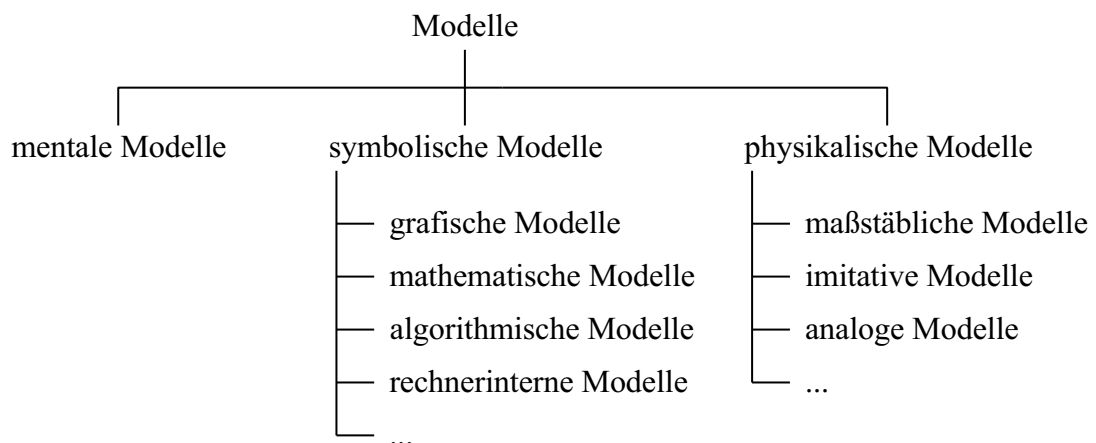 Modelle
mentale Modelle
symbolische Modelle
grafische Modelle
mathematische Modelle
algorithmische Modelle
rechnerinterne Modelle
...
physikalische Modelle
maßstäbliche Modelle
imitative Modelle
analoge Modelle
...